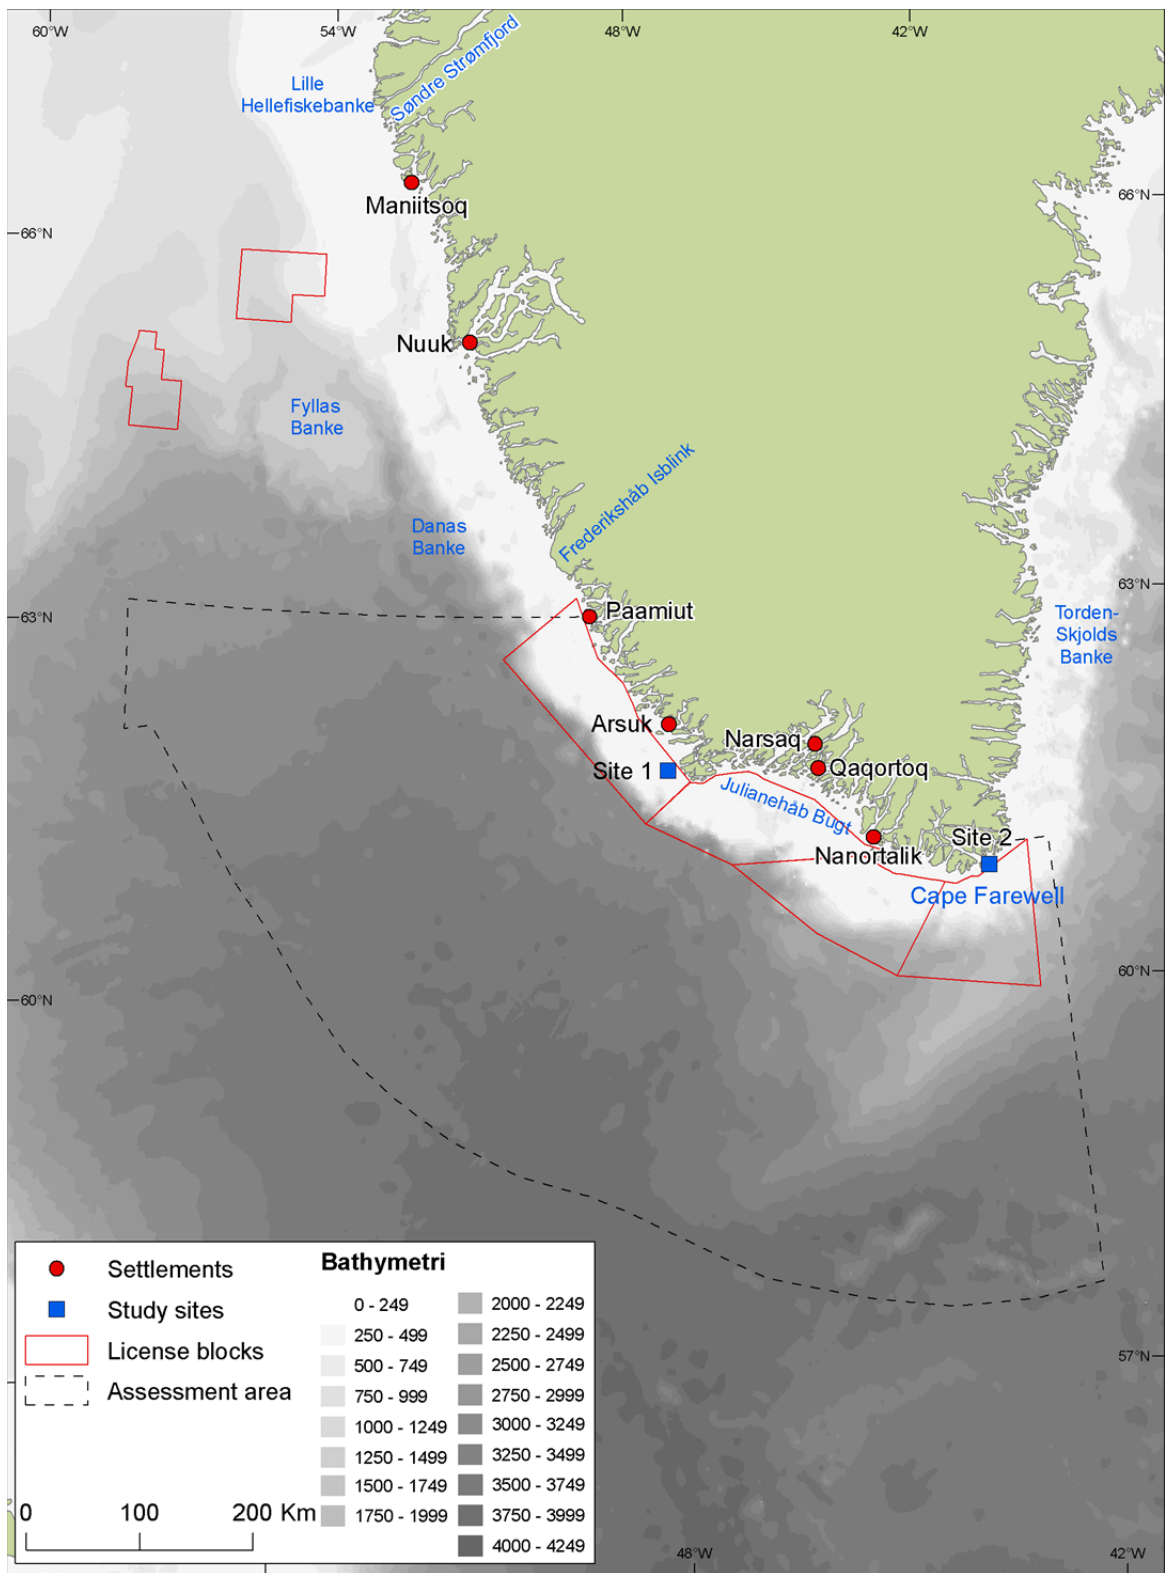 60°W
54°W
48°W
42°W
Søndre Strømfjord
Lille
Hellefiskebanke
Maniitsoq
66°N
66°N
Nuuk
Fyllas
Banke
Frederikshåb Isblink
Danas
Banke
63°N
63°N
Paamiut
Torden-
Skjolds
Banke
Arsuk
Narsaq
Site 1
Qaqortoq
Julianehåb Bugt
Site 2
Nanortalik
Cape Farewell
60°N
60°N
57°N
48°W
42°W
Settlements
Study sites
License blocks
Assessment area
0 100 200 Km
Bathymetri
0 - 249
250 - 499
500 - 749
750 - 999
1000 - 1249
1250 - 1499
1500 - 1749
1750 - 1999
2000 - 2249
2250 - 2499
2500 - 2749
2750 - 2999
3000 - 3249
3250 - 3499
3500 - 3749
3750 - 3999
4000 - 4249